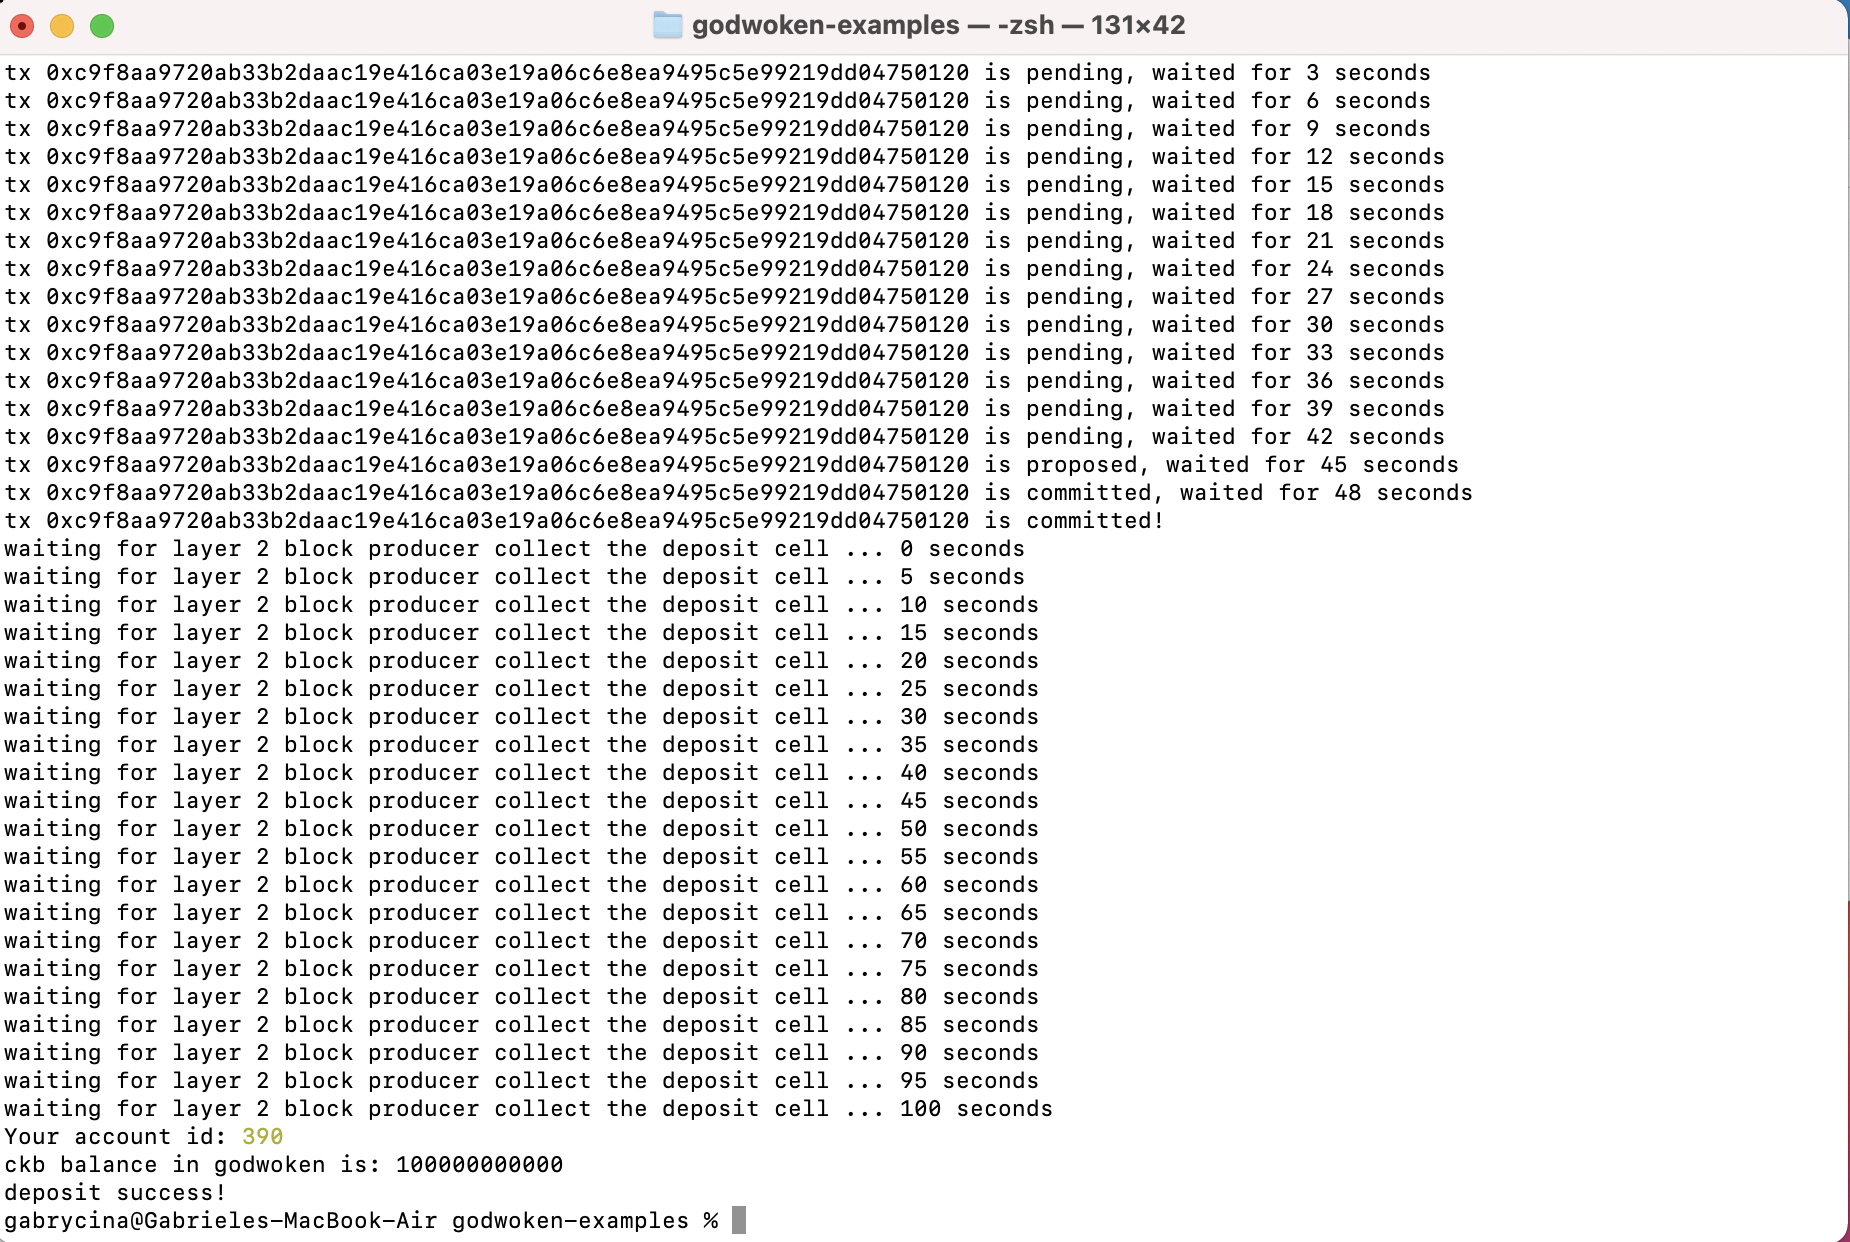 godwoken-examples — -zsh — 131×42
tx 0xc9f8aa9720ab33b2daac19e416ca03e19a06c6e8ea9495c5e99219dd04750120 is pending, waited for 3 seconds
tx 0xc9f8aa9720ab33b2daac19e416ca03e19a06c6e8ea9495c5e99219dd04750120 is pending, waited for 6 seconds
tx 0xc9f8aa9720ab33b2daac19e416ca03e19a06c6e8ea9495c5e99219dd04750120 is pending, waited for 9 seconds
tx 0xc9f8aa9720ab33b2daac19e416ca03e19a06c6e8ea9495c5e99219dd04750120 is pending, waited for 12 seconds
tx 0xc9f8aa9720ab33b2daac19e416ca03e19a06c6e8ea9495c5e99219dd04750120 is pending, waited for 15 seconds
tx 0xc9f8aa9720ab33b2daac19e416ca03e19a06c6e8ea9495c5e99219dd04750120 is pending, waited for 18 seconds
tx 0xc9f8aa9720ab33b2daac19e416ca03e19a06c6e8ea9495c5e99219dd04750120 is pending, waited for 21 seconds
tx 0xc9f8aa9720ab33b2daac19e416ca03e19a06c6e8ea9495c5e99219dd04750120 is pending, waited for 24 seconds
tx 0xc9f8aa9720ab33b2daac19e416ca03e19a06c6e8ea9495c5e99219dd04750120 is pending, waited for 27 seconds
tx 0xc9f8aa9720ab33b2daac19e416ca03e19a06c6e8ea9495c5e99219dd04750120 is pending, waited for 30 seconds
tx 0xc9f8aa9720ab33b2daac19e416ca03e19a06c6e8ea9495c5e99219dd04750120 is pending, waited for 33 seconds
tx 0xc9f8aa9720ab33b2daac19e416ca03e19a06c6e8ea9495c5e99219dd04750120 is pending, waited for 36 seconds
tx 0xc9f8aa9720ab33b2daac19e416ca03e19a06c6e8ea9495c5e99219dd04750120 is pending, waited for 39 seconds
tx 0xc9f8aa9720ab33b2daac19e416ca03e19a06c6e8ea9495c5e99219dd04750120 is pending, waited for 42 seconds
tx 0xc9f8aa9720ab33b2daac19e416ca03e19a06c6e8ea9495c5e99219dd04750120 is proposed, waited for 45 seconds
tx 0xc9f8aa9720ab33b2daac19e416ca03e19a06c6e8ea9495c5e99219dd04750120 is committed, waited for 48 seconds
tx 0xc9f8aa9720ab33b2daac19e416ca03e19a06c6e8ea9495c5e99219dd04750120 is committed!
waiting for layer 2 block producer collect the deposit cell ... 0 seconds
waiting for layer 2 block producer collect the deposit cell ... 5 seconds
waiting for layer 2 block producer collect the deposit cell ... 10 seconds
waiting for layer 2 block producer collect the deposit cell ... 15 seconds
waiting for layer 2 block producer collect the deposit cell ... 20 seconds
waiting for layer 2 block producer collect the deposit cell ... 25 seconds
waiting for layer 2 block producer collect the deposit cell ... 30 seconds
waiting for layer 2 block producer collect the deposit cell ... 35 seconds
waiting for layer 2 block producer collect the deposit cell ... 40 seconds
waiting for layer 2 block producer collect the deposit cell ... 45 seconds
waiting for layer 2 block producer collect the deposit cell ... 50 seconds
waiting for layer 2 block producer collect the deposit cell ... 55 seconds
waiting for layer 2 block producer collect the deposit cell ... 60 seconds
waiting for layer 2 block producer collect the deposit cell ... 65 seconds
waiting for layer 2 block producer collect the deposit cell ... 70 seconds
waiting for layer 2 block producer collect the deposit cell ... 75 seconds
waiting for layer 2 block producer collect the deposit cell ... 80 seconds
waiting for layer 2 block producer collect the deposit cell ... 85 seconds
waiting for layer 2 block producer collect the deposit cell ... 90 seconds
waiting for layer 2 block producer collect the deposit cell ... 95 seconds
waiting for layer 2 block producer collect the deposit cell ... 100 seconds
Your account id: 390
ckb balance in godwoken is: 100000000000
deposit success!
gabrycina@Gabrieles-MacBook-Air godwoken-examples %